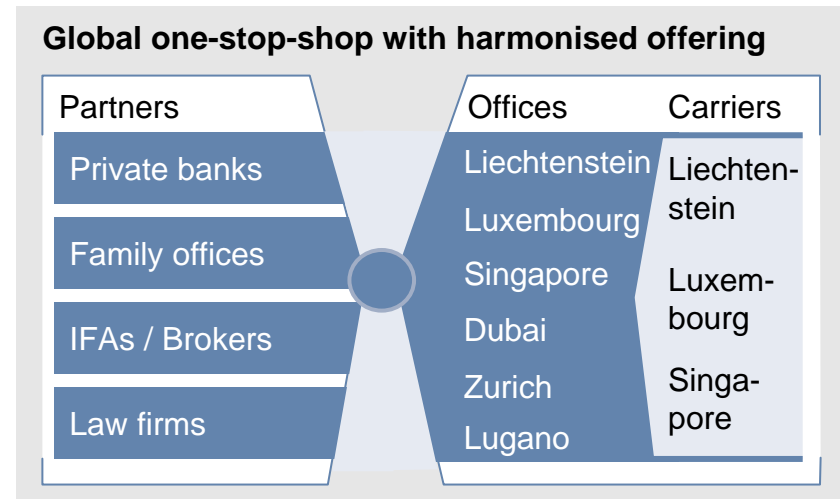 Global one-stop-shop with harmonised offering
Partners
Private banks
Family offices
IFAs / Brokers
Law firms
Offices
Liechtenstein
Luxembourg
Singapore
Dubai
Zurich
Lugano
Carriers
Liechten-
stein
Luxem-
bourg
Singa-
pore